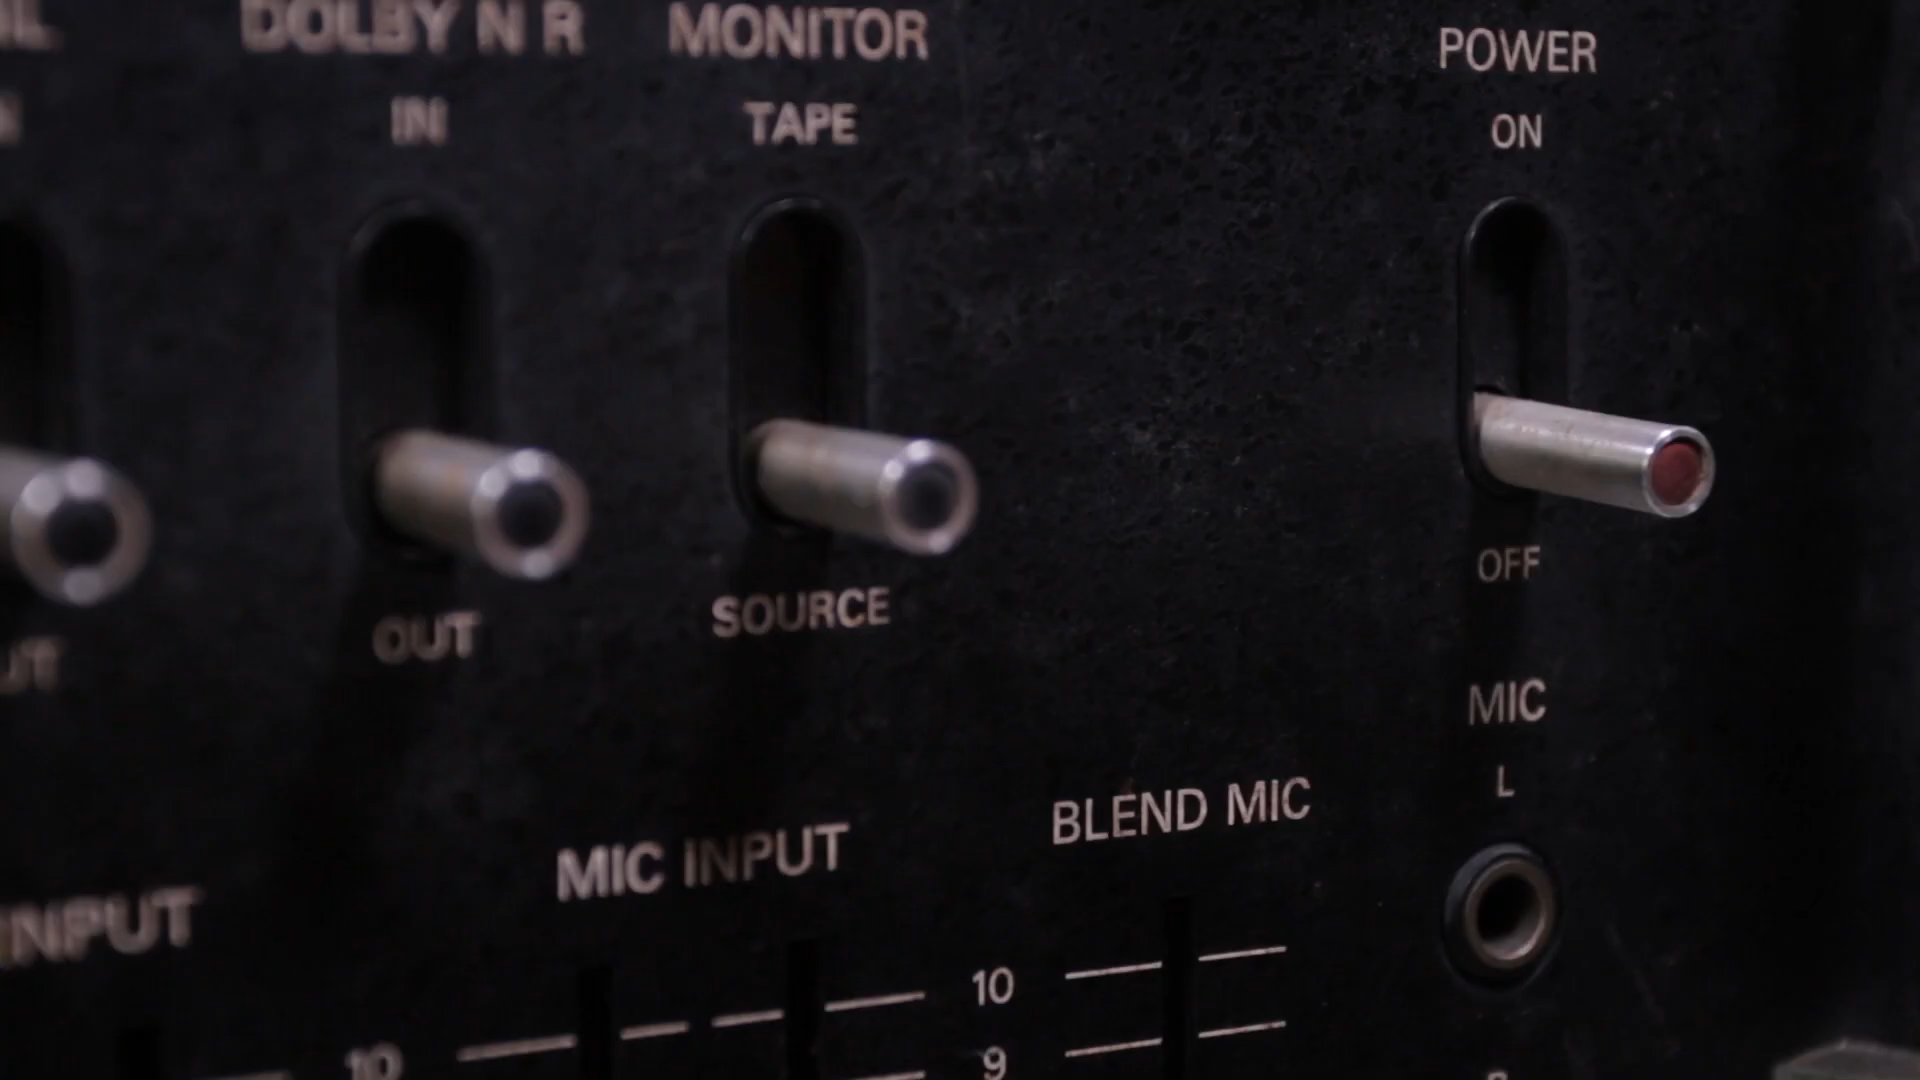 DOLBY N R
IN
OUT
MONITOR
TAPE
SOURCE
POWER
ON
OFF
MIC
L
BLEND MIC
MIC INPUT
INPUT
10
9
10